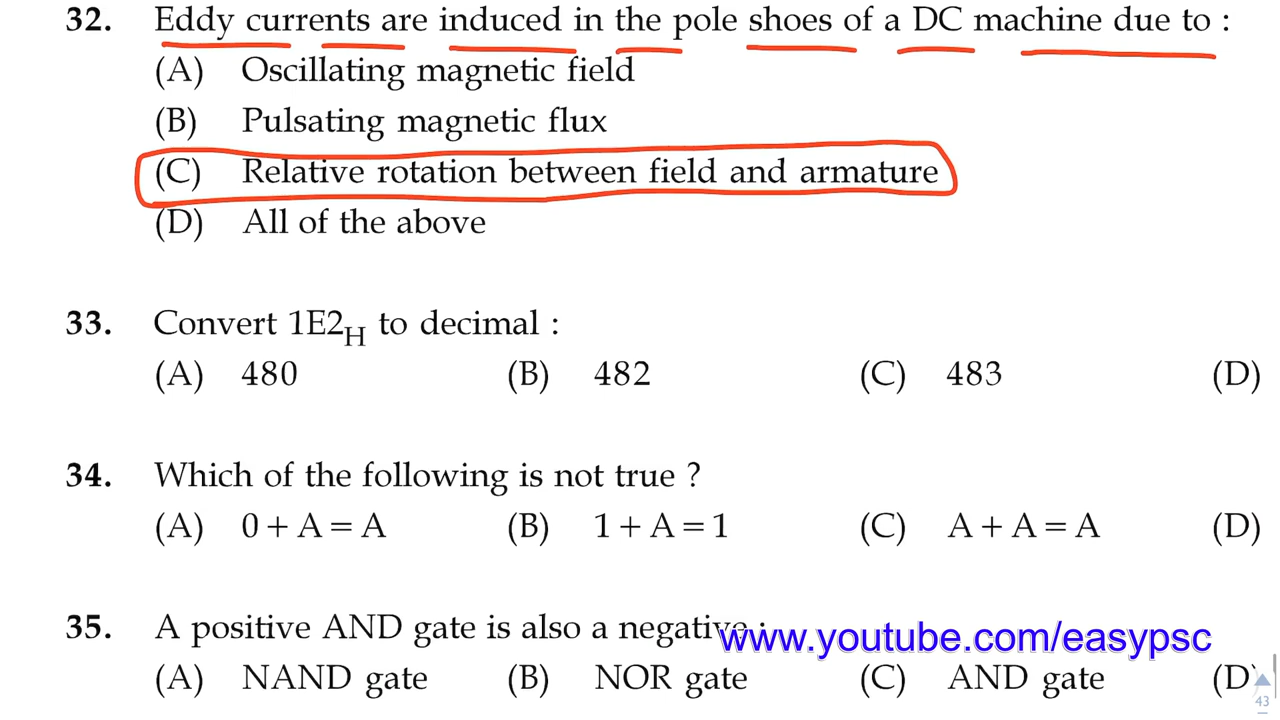 32. Eddy currents are induced in the pole shoes of a DC machine due to :
(A) Oscillating magnetic field
(B) Pulsating magnetic flux
(C) Relative rotation between field and armature
(D) All of the above
33. Convert 1E2H to decimal :
(A) 480 (B) 482 (C) 483 (D)
34. Which of the following is not true ?
(A) 0 + A = A (B) 1 + A = 1 (C) A + A = A (D)
35. A positive AND gate is also a negative :
www.youtube.com/easypsc
(A) NAND gate (B) NOR gate (C) AND gate (D)
43